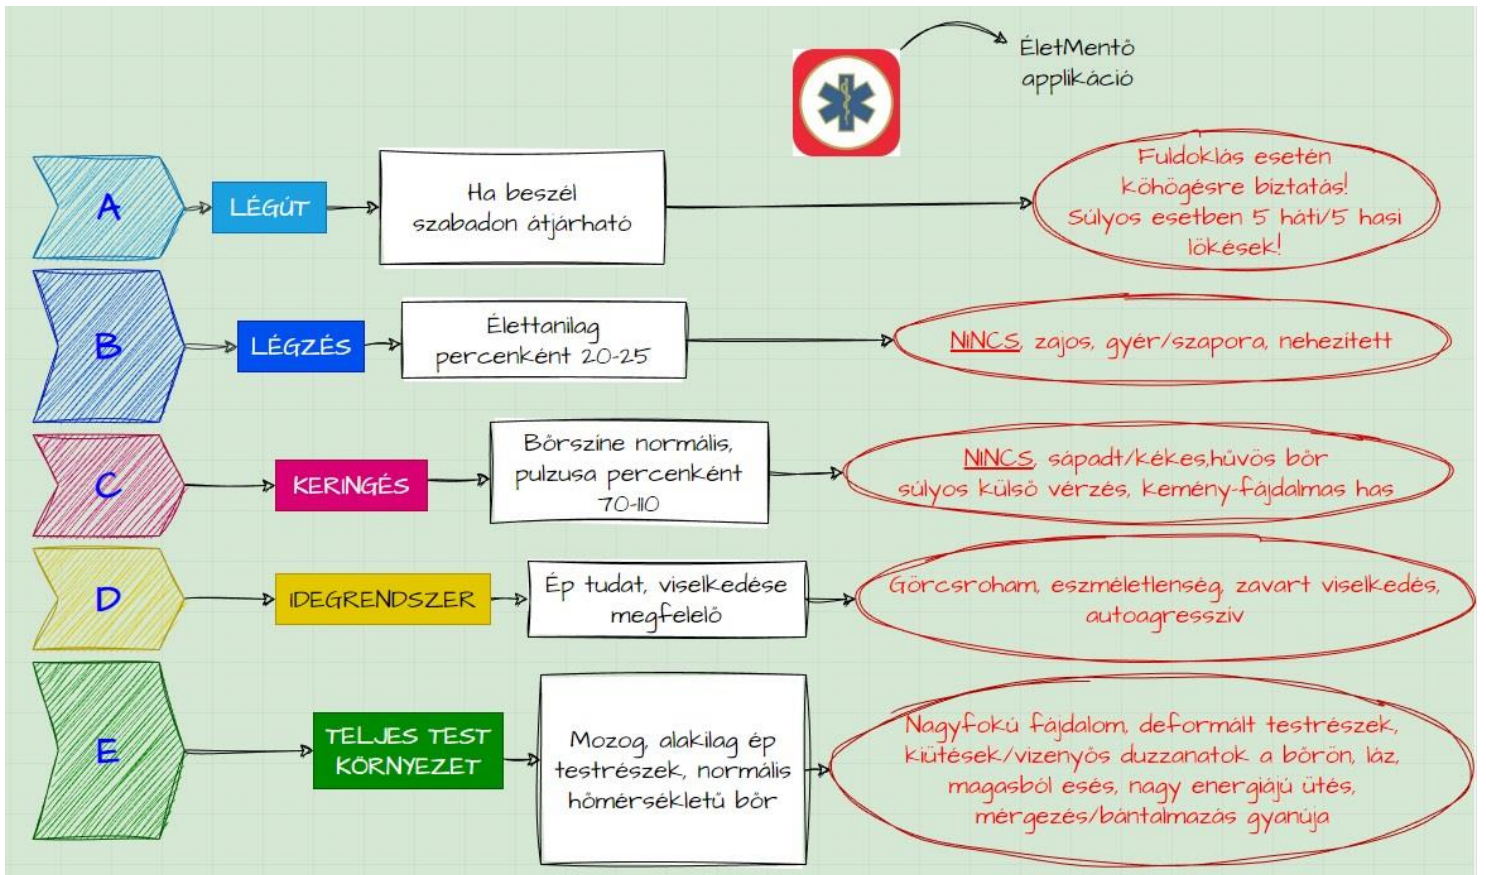 ÉletMentő
applikáció
A
LÉGÚT
Ha beszél
szabadon átjárható
Fuldoklás esetén
köhögésre bíztatás!
Súlyos esetben 5 háti/5 hasi
lökések!
B
LÉGZÉS
Élettanilag
percenként 20-25
NINCS, zajos, gyér/szapora, nehezített
C
KERINGÉS
Bőrszíne normális,
pulzusa percenként
70-110
NINCS, sápadt/kékes,hűvös bőr
súlyos külső vérzés, kemény-fájdalmas has
D
IDEGRENDSZER
Ép tudat, viselkedése
megfelelő
Görcsroham, eszméletlenség, zavart viselkedés,
autoagresszív
E
TELJES TEST
KÖRNYEZET
Mozog, alakilag ép
testrészek, normális
hőmérsékletű bőr
Nagyfokú fájdalom, deformált testrészek,
kiütések/vizenyős duzzanatok a bőrön, láz,
magasból esés, nagy energiájú ütés,
mérgezés/bántalmazás gyanúja